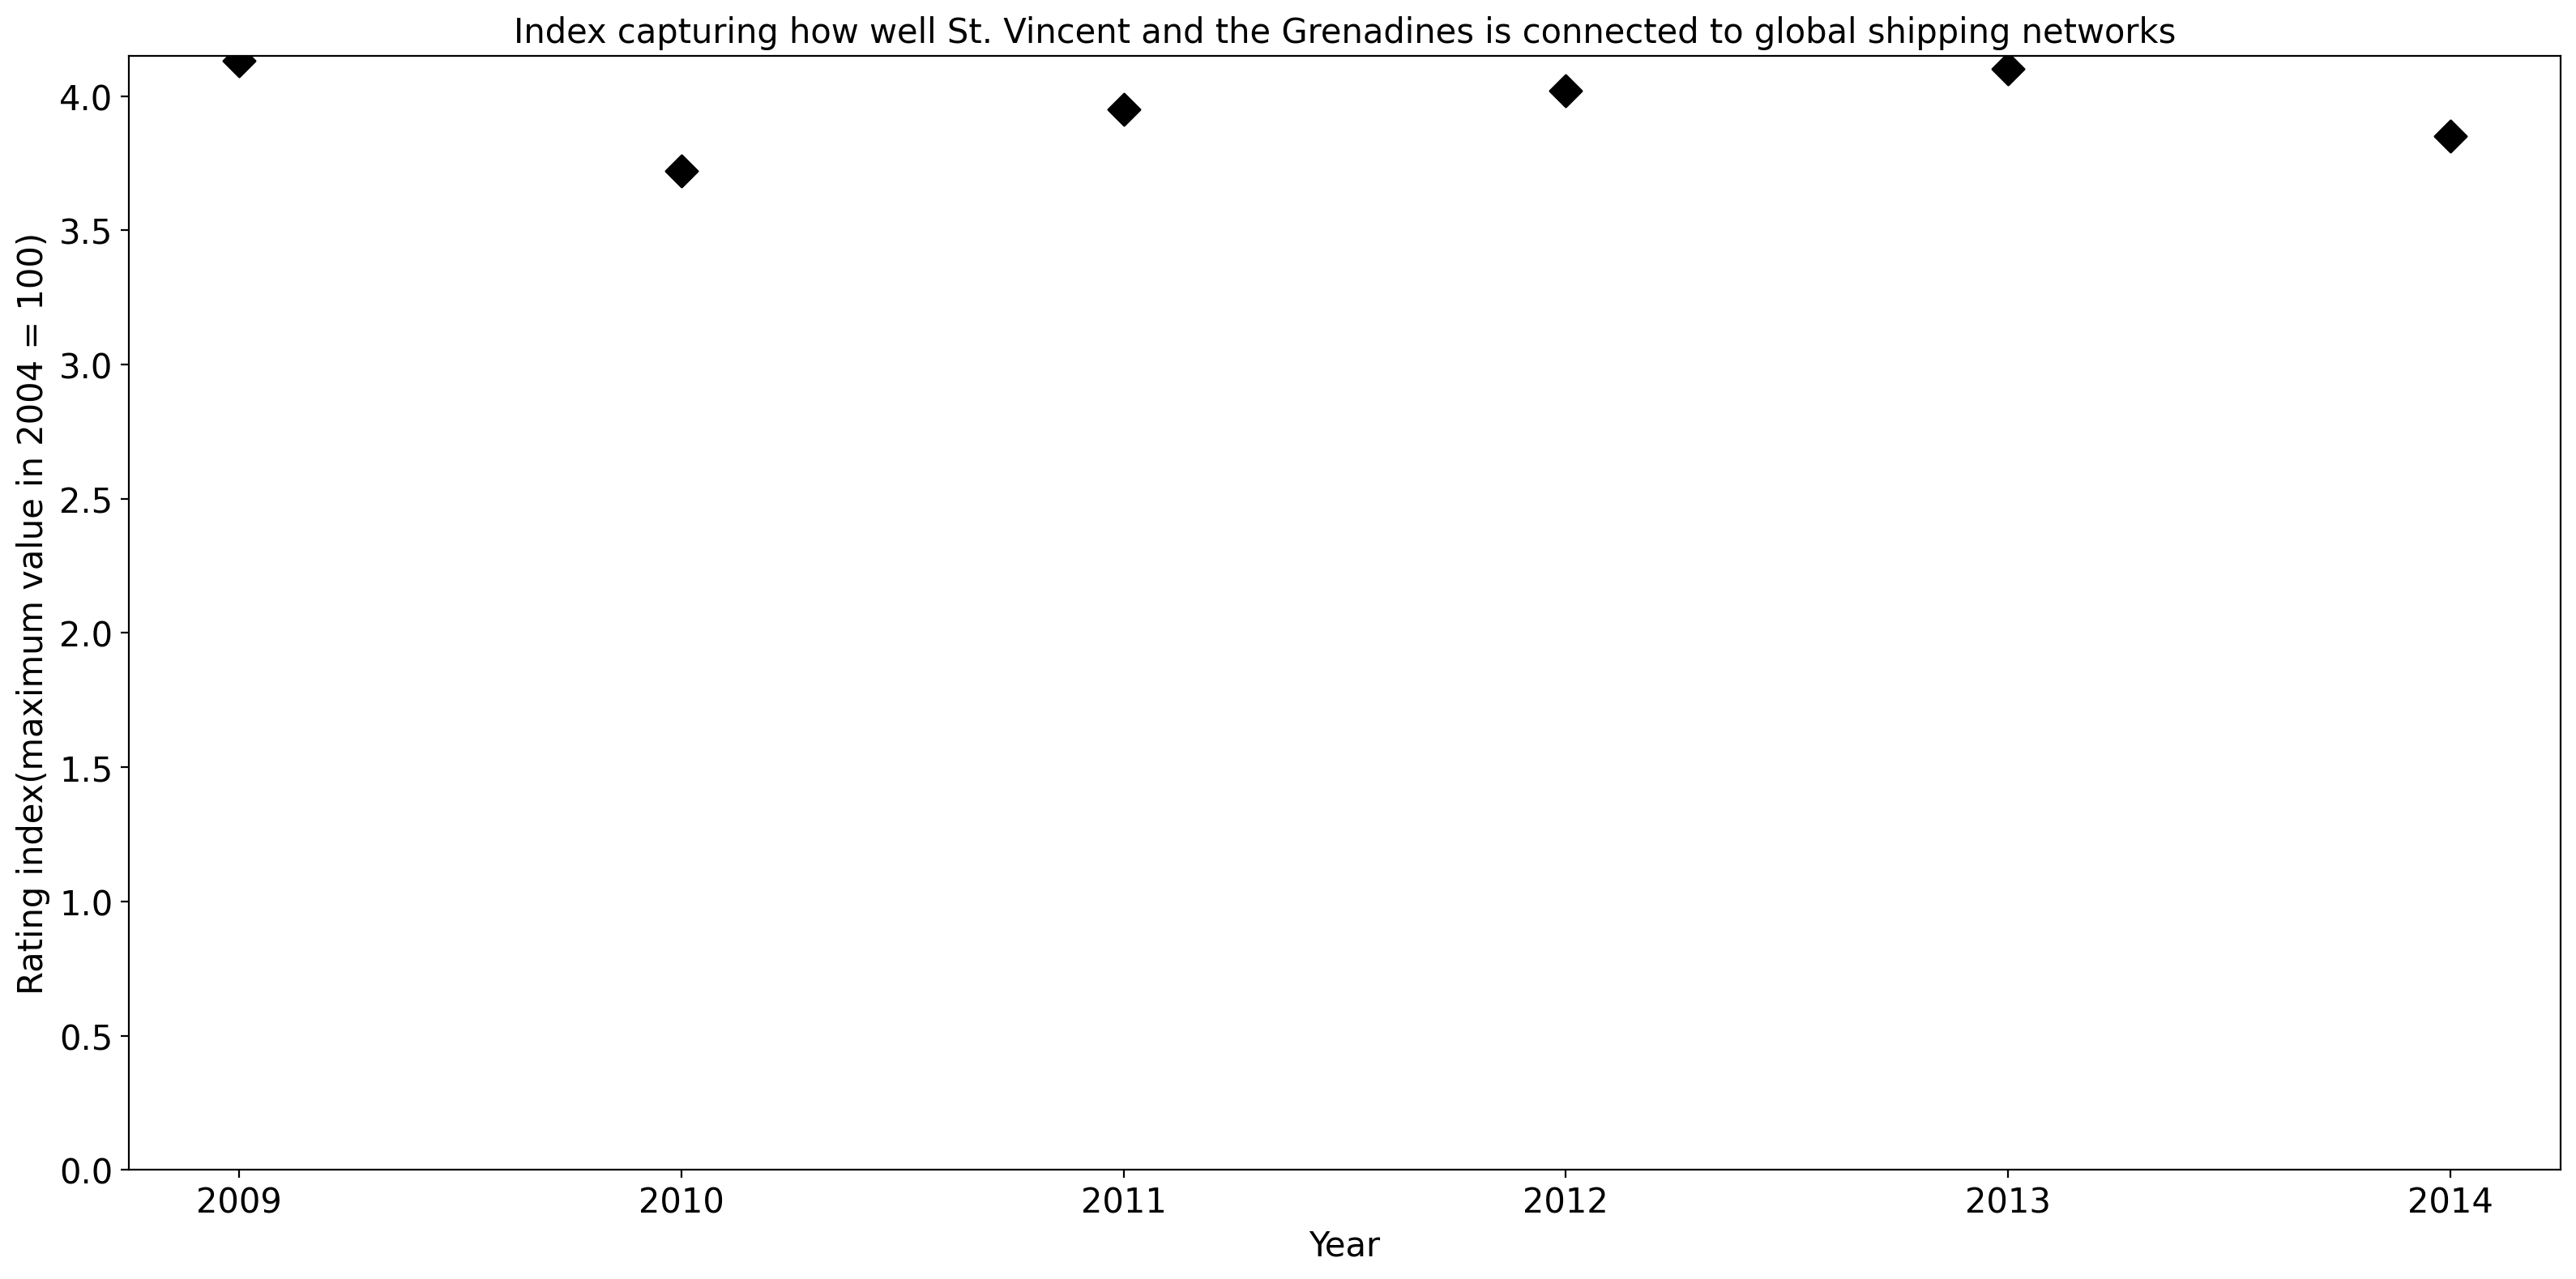 Index capturing how well St. Vincent and the Grenadines is connected to global shipping networks
Rating index(maximum value in 2004 = 100)
4.0
3.5
3.0
2.5
2.0
1.5
1.0
0.5
0.0
2009 2010 2011 2012 2013 2014
Year